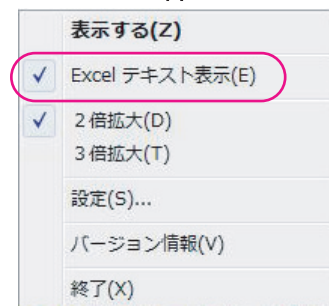 表示する(Z)
Excel テキスト表示(E)
2倍拡大(D)
3倍拡大(T)
設定(S)...
バージョン情報(V)
終了(X)